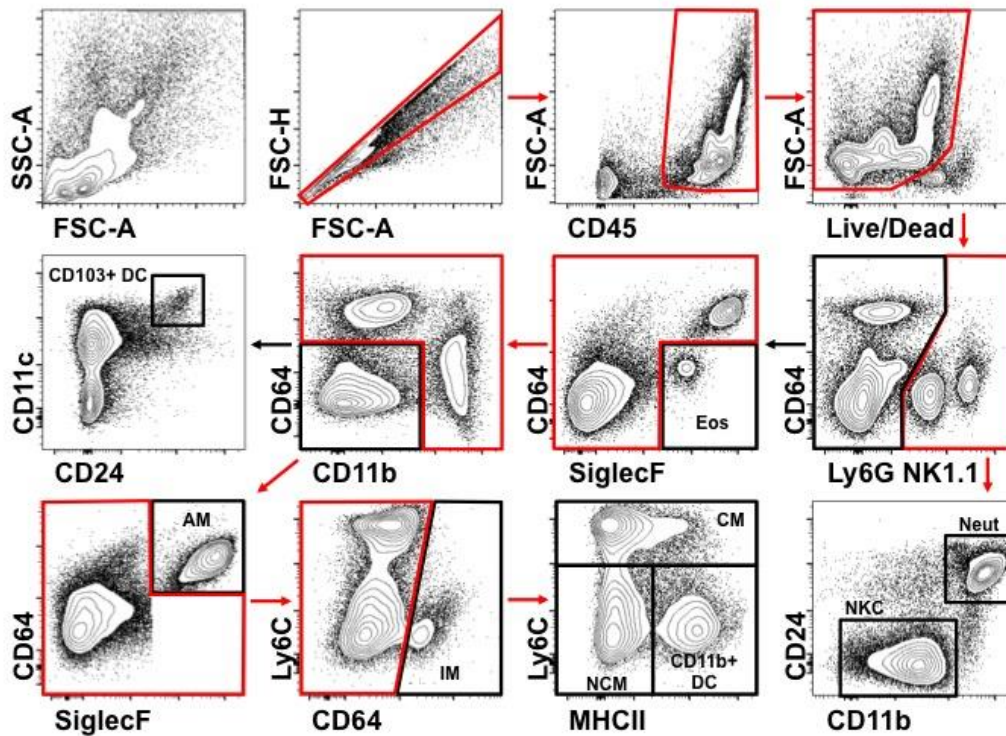 SSC-A
FSC-A
FSC-H
FSC-A
FSC-A
CD45
FSC-A
Live/Dead
CD103+ DC
CD11c
CD24
CD64
CD11b
CD64
Eos
SiglecF
CD64
Ly6G NK1.1
AM
CD64
SiglecF
Ly6C
IM
CD64
CM
Ly6C
NCM
CD11b+
DC
MHCII
Neut
NKC
CD24
CD11b